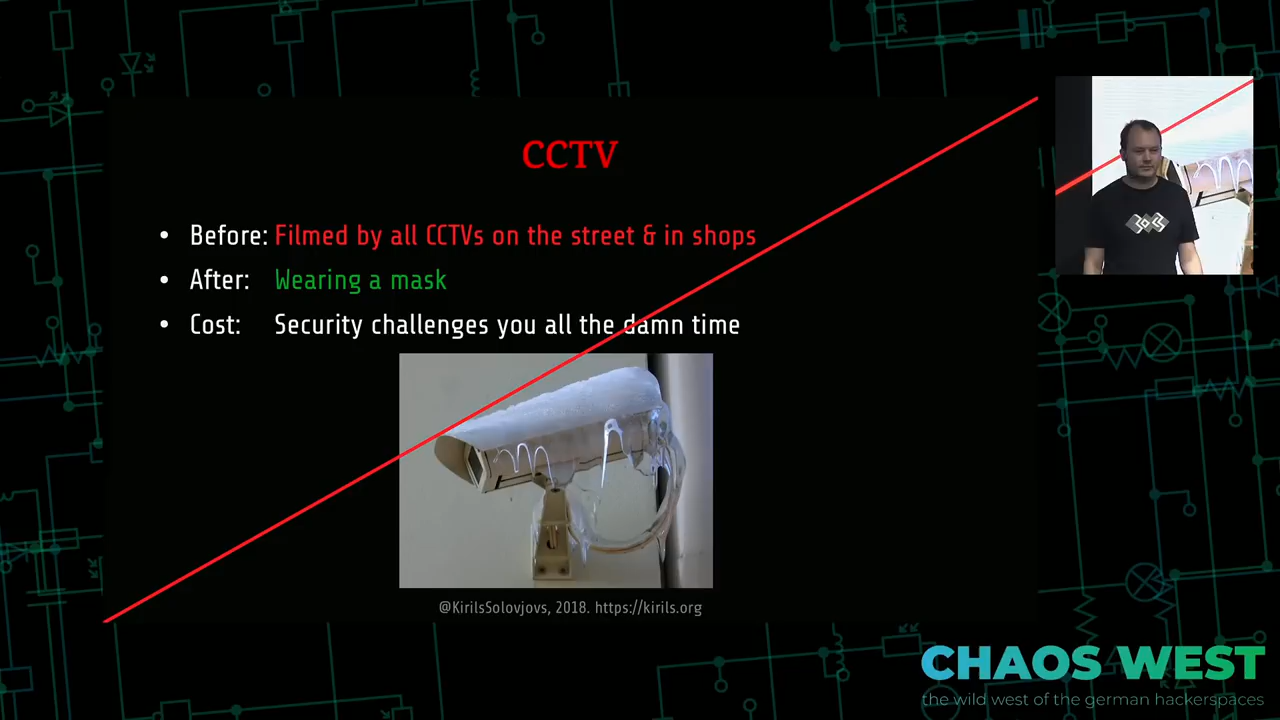 CCTV
• Before: Filmed by all CCTVs on the street & in shops
• After: Wearing a mask
• Cost: Security challenges you all the damn time
@KirilsSolovjovs, 2018. https://kirils.org
CHAOS WEST
the wild west of the german hackerspaces